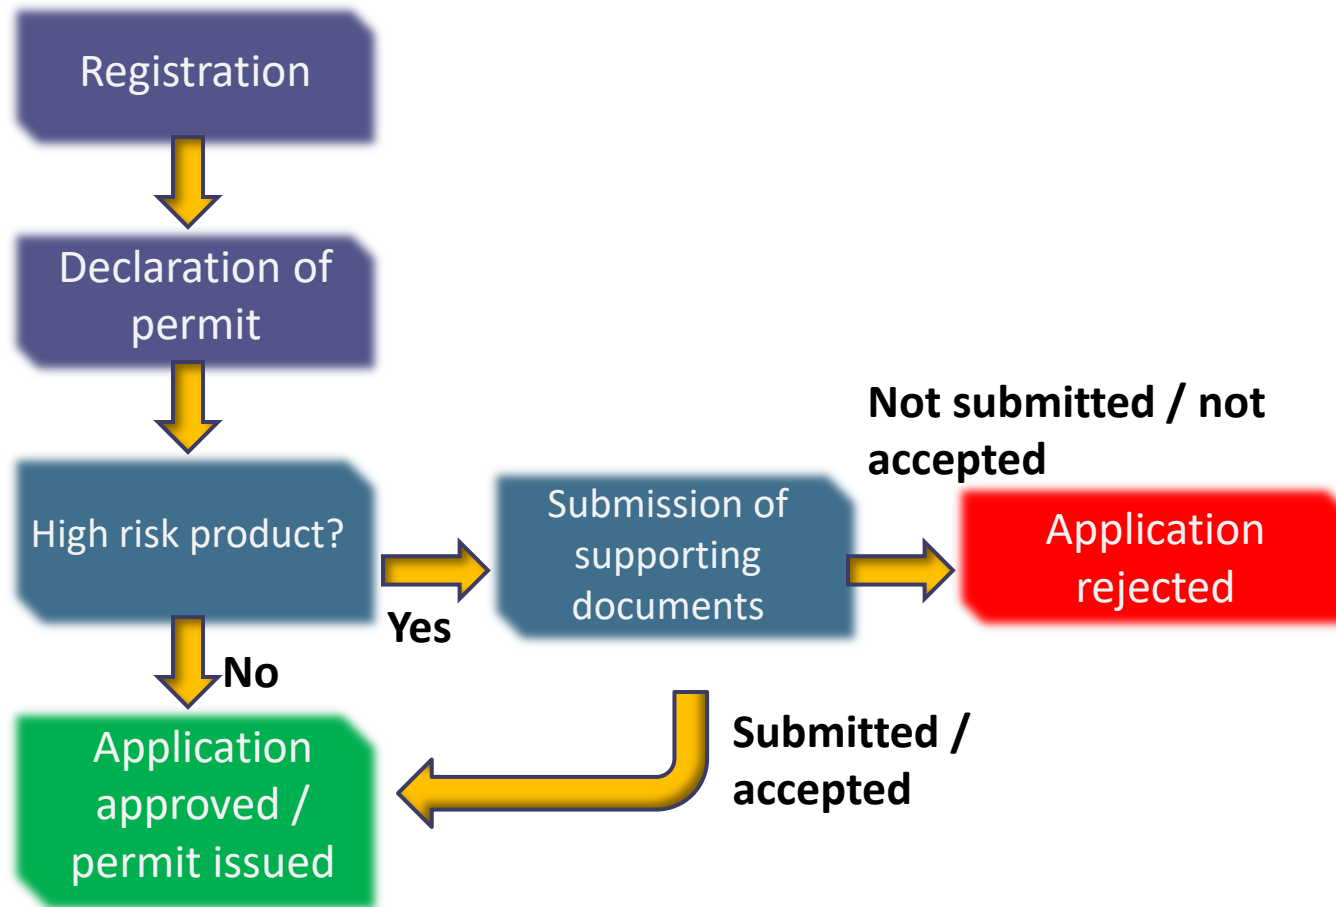 Registration
Declaration of
permit
Not submitted / not
accepted
High risk product?
Yes
Submission of
supporting
documents
Application
rejected
No
Application
approved /
permit issued
Submitted /
accepted